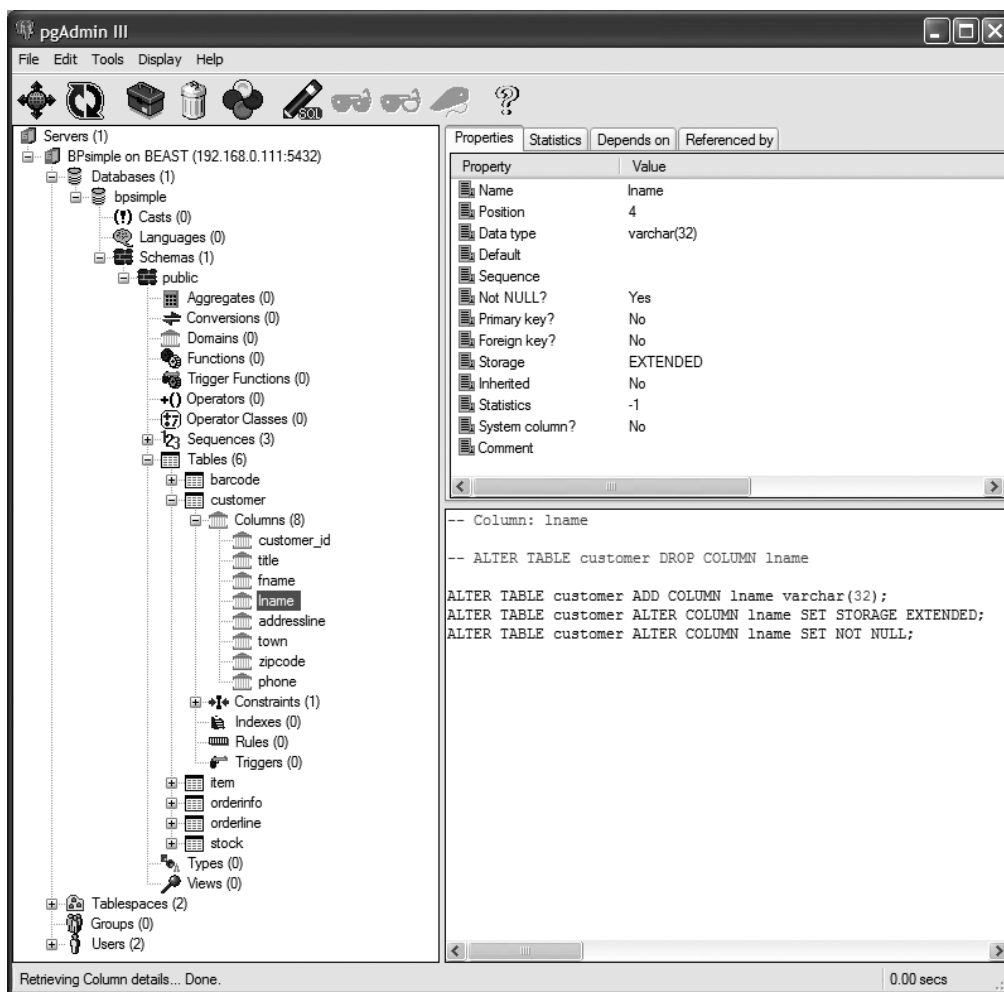 pgAdmin III
File Edit Tools Display Help
SQL
Servers (1)
BPsimple on BEAST (192.168.0.111:5432)
Databases (1)
bpsimple
Casts (0)
Languages (0)
Schemas (1)
public
Aggregates (0)
Conversions (0)
Domains (0)
Functions (0)
Trigger Functions (0)
Operators (0)
Operator Classes (0)
Sequences (3)
Tables (6)
barcode
customer
Columns (8)
customer_id
title
fname
lname
addressline
town
zipcode
phone
Constraints (1)
Indexes (0)
Rules (0)
Triggers (0)
item
orderinfo
orderline
stock
Types (0)
Views (0)
Tablespaces (2)
Groups (0)
Users (2)
Properties Statistics Depends on Referenced by
Property Value
Name lname
Position 4
Data type varchar(32)
Default
Sequence
Not NULL? Yes
Primary key? No
Foreign key? No
Storage EXTENDED
Inherited No
Statistics -1
System column? No
Comment
-- Column: lname
-- ALTER TABLE customer DROP COLUMN lname
ALTER TABLE customer ADD COLUMN lname varchar(32);
ALTER TABLE customer ALTER COLUMN lname SET STORAGE EXTENDED;
ALTER TABLE customer ALTER COLUMN lname SET NOT NULL;
Retrieving Column details... Done. 0.00 secs